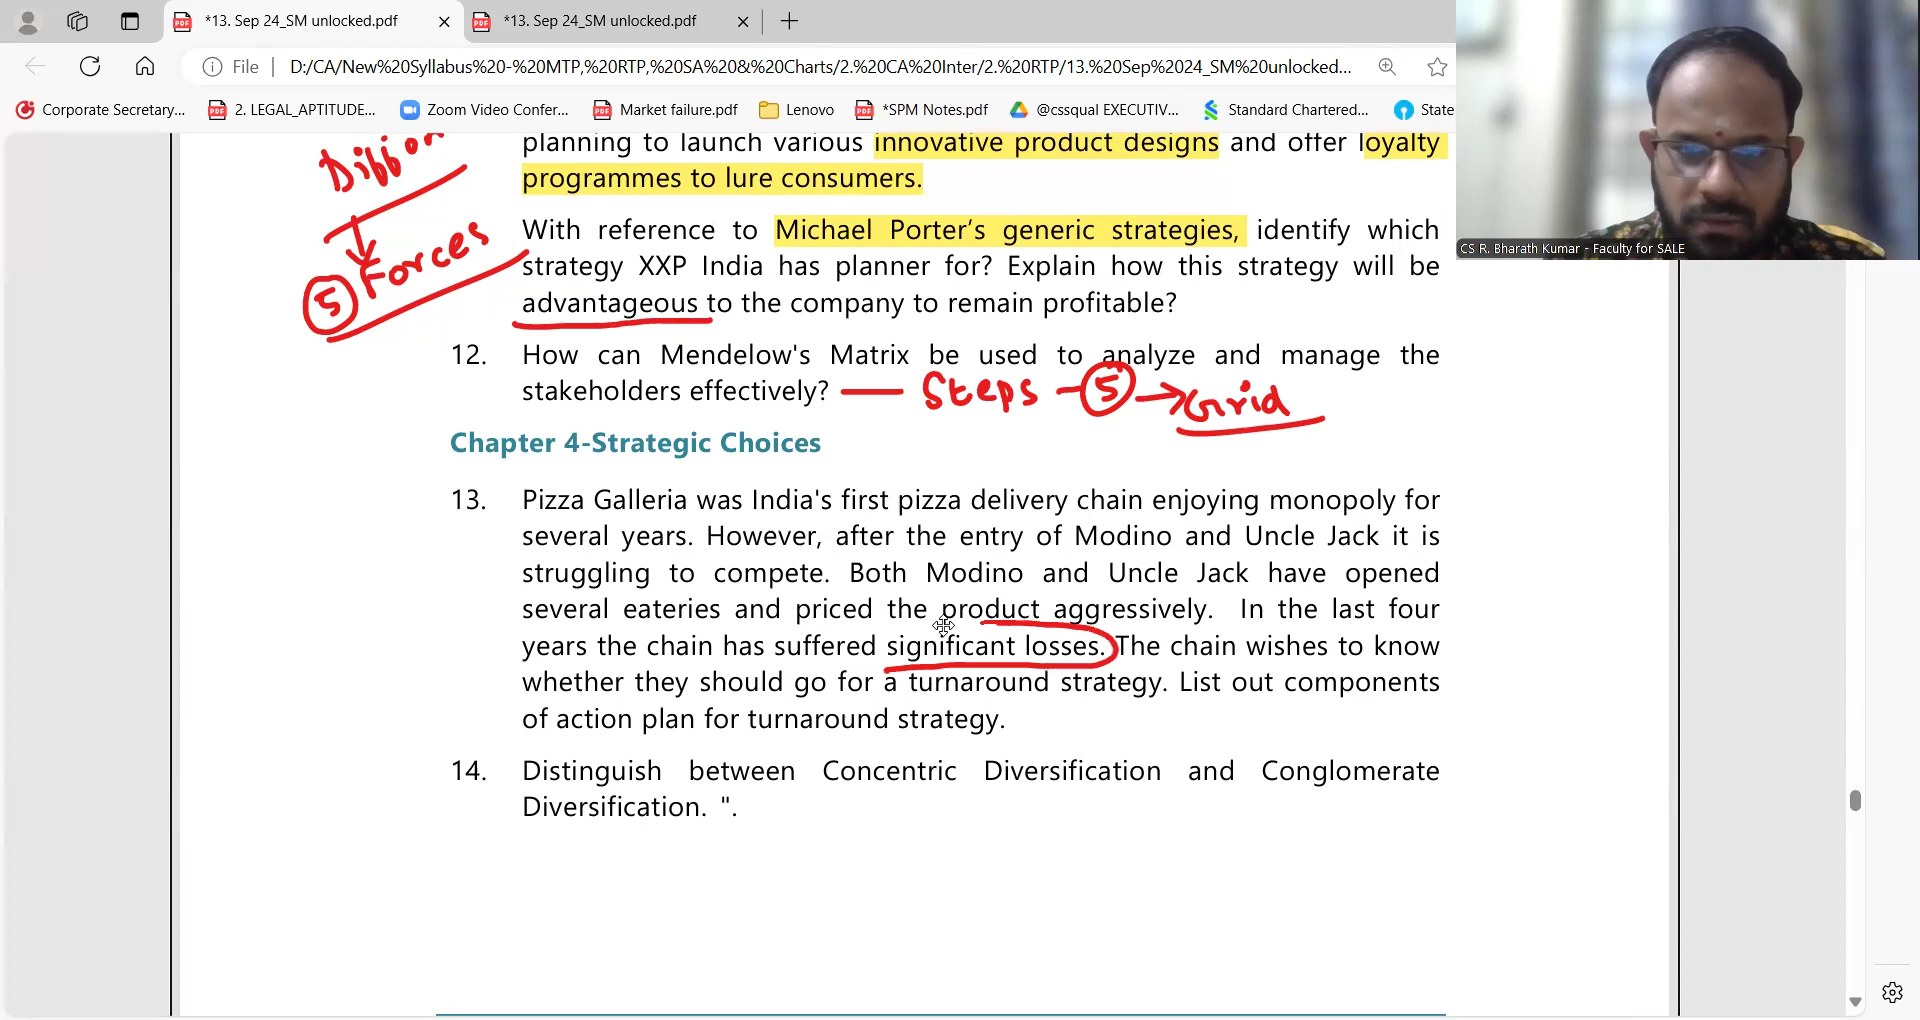 *13. Sep 24_SM unlocked.pdf
*13. Sep 24_SM unlocked.pdf
File
D:/CA/New%20Syllabus%20-%20MTP,%20RTP,%20SA%20&%20Charts/2.%20CA%20Inter/2.%20RTP/13.%20Sep%2024_SM%20unlocked...
Corporate Secretary...
2. LEGAL_APTITUDE...
Zoom Video Confer...
Market failure.pdf
Lenovo
*SPM Notes.pdf
@cssqual EXECUTIV...
Standard Chartered...
State
CS R. Bharath Kumar - Faculty for SALE
planning to launch various innovative product designs and offer loyalty
programmes to lure consumers.
With reference to Michael Porter's generic strategies, identify which
strategy XXP India has planner for? Explain how this strategy will be
advantageous to the company to remain profitable?
5 Forces
12. How can Mendelow's Matrix be used to analyze and manage the
stakeholders effectively? — Steps - 5 → Grid
Chapter 4-Strategic Choices
13. Pizza Galleria was India's first pizza delivery chain enjoying monopoly for
several years. However, after the entry of Modino and Uncle Jack it is
struggling to compete. Both Modino and Uncle Jack have opened
several eateries and priced the product aggressively. In the last four
years the chain has suffered significant losses. The chain wishes to know
whether they should go for a turnaround strategy. List out components
of action plan for turnaround strategy.
14. Distinguish between Concentric Diversification and Conglomerate
Diversification. ".